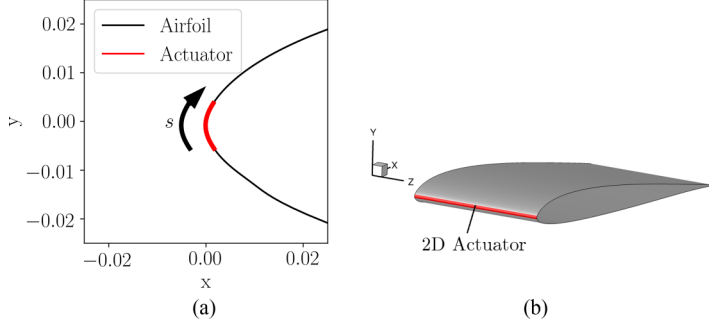 0.02
0.01
0.00
−0.01
−0.02
y
Airfoil
Actuator
s
−0.02
0.00
0.02
x
(a)
Y
X
Z
2D Actuator
(b)